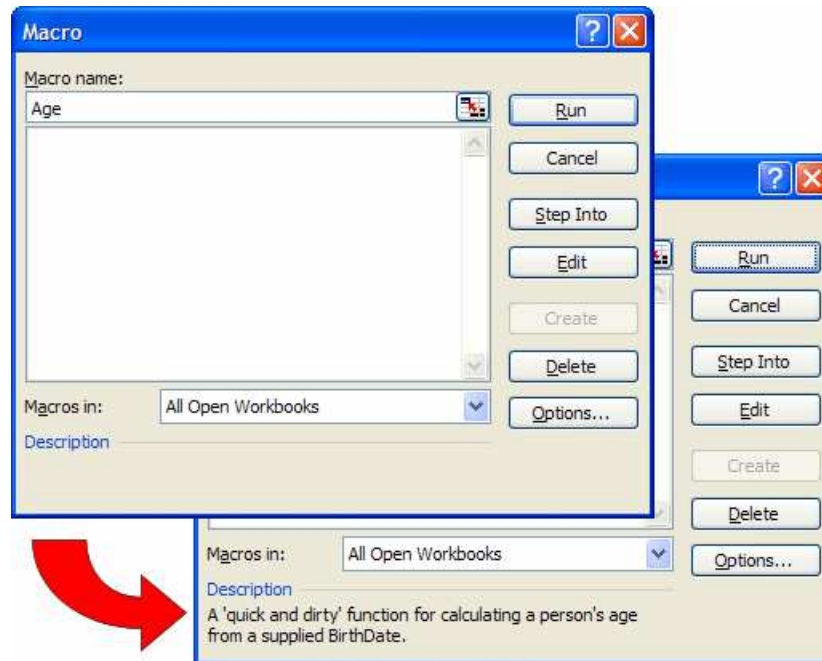 Macro
Macro name:
Age
Run
Cancel
Step Into
Edit
Create
Delete
Macros in: All Open Workbooks
Options...
Description
Run
Cancel
Step Into
Edit
Create
Delete
Macros in: All Open Workbooks
Options...
Description
A 'quick and dirty' function for calculating a person's age
from a supplied BirthDate.